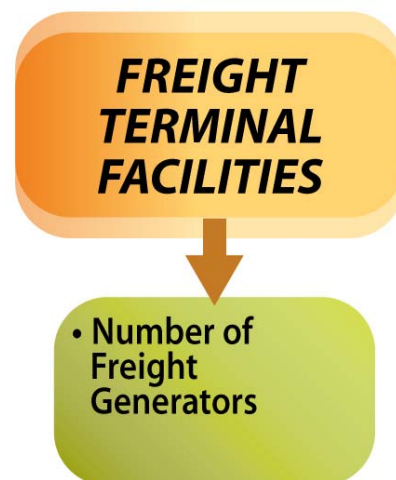 FREIGHT
TERMINAL
FACILITIES
• Number of
Freight
Generators